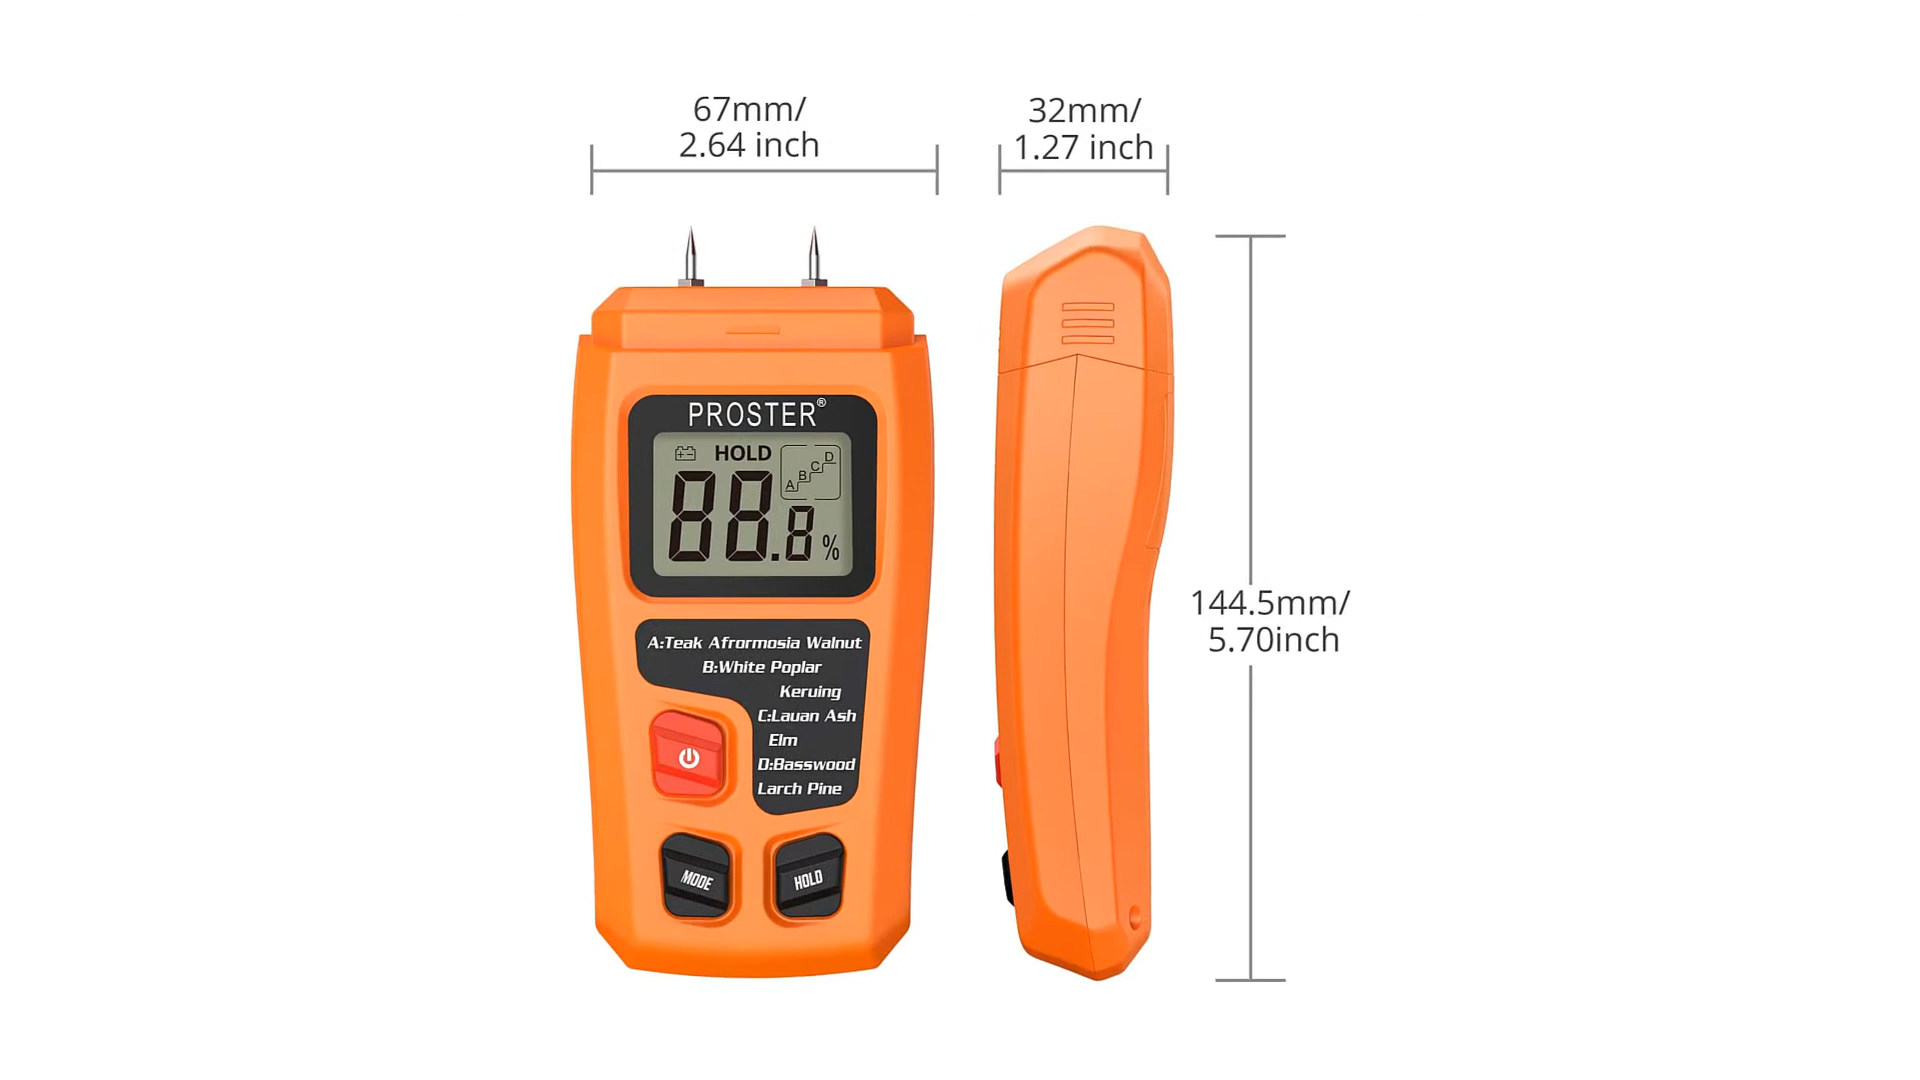 67mm/
2.64 inch
32mm/
1.27 inch
PROSTER®
HOLD
A B C D
88.8%
A:Teak Afrormosia Walnut
B:White Poplar
Keruing
C:Lauan Ash
Elm
D:Basswood
Larch Pine
MODE
HOLD
144.5mm/
5.70inch